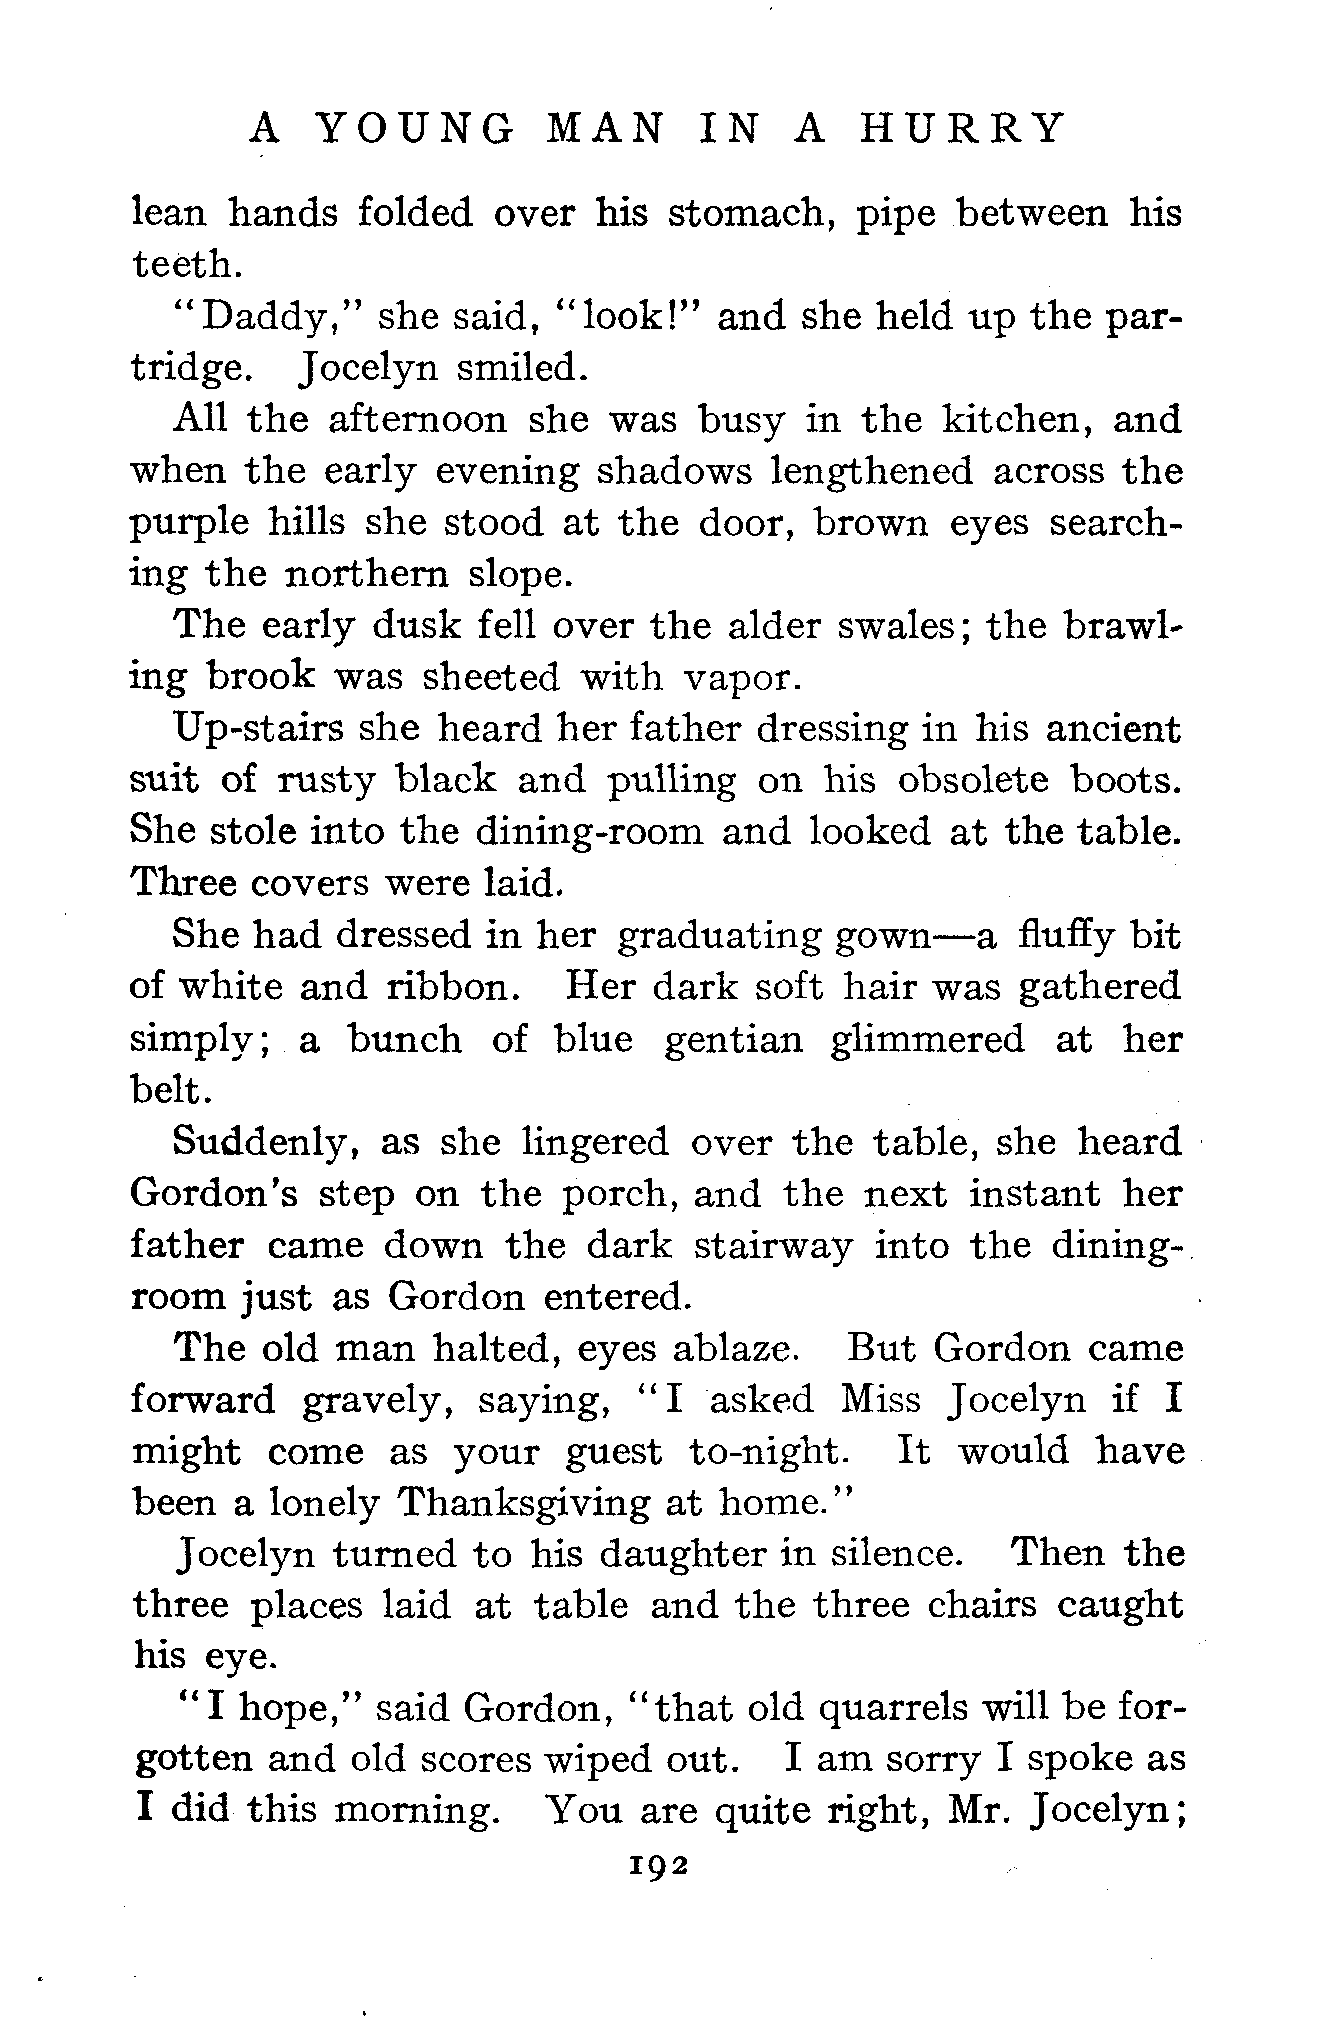 A YOUNG MAN IN A HURRY
lean hands folded over his stomach, pipe between his
teeth.
"Daddy," she said, "look!" and she held up the par-
tridge. Jocelyn smiled.
All the afternoon she was busy in the kitchen, and
when the early evening shadows lengthened across the
purple hills she stood at the door, brown eyes search-
ing the northern slope.
The early dusk fell over the alder swales; the brawl-
ing brook was sheeted with vapor.
Up-stairs she heard her father dressing in his ancient
suit of rusty black and pulling on his obsolete boots.
She stole into the dining-room and looked at the table.
Three covers were laid.
She had dressed in her graduating gown—a fluffy bit
of white and ribbon. Her dark soft hair was gathered
simply; a bunch of blue gentian glimmered at her
belt.
Suddenly, as she lingered over the table, she heard
Gordon's step on the porch, and the next instant her
father came down the dark stairway into the dining-
room just as Gordon entered.
The old man halted, eyes ablaze. But Gordon came
forward gravely, saying, "I asked Miss Jocelyn if I
might come as your guest to-night. It would have
been a lonely Thanksgiving at home."
Jocelyn turned to his daughter in silence. Then the
three places laid at table and the three chairs caught
his eye.
"I hope," said Gordon, "that old quarrels will be for-
gotten and old scores wiped out. I am sorry I spoke as
I did this morning. You are quite right, Mr. Jocelyn;
192